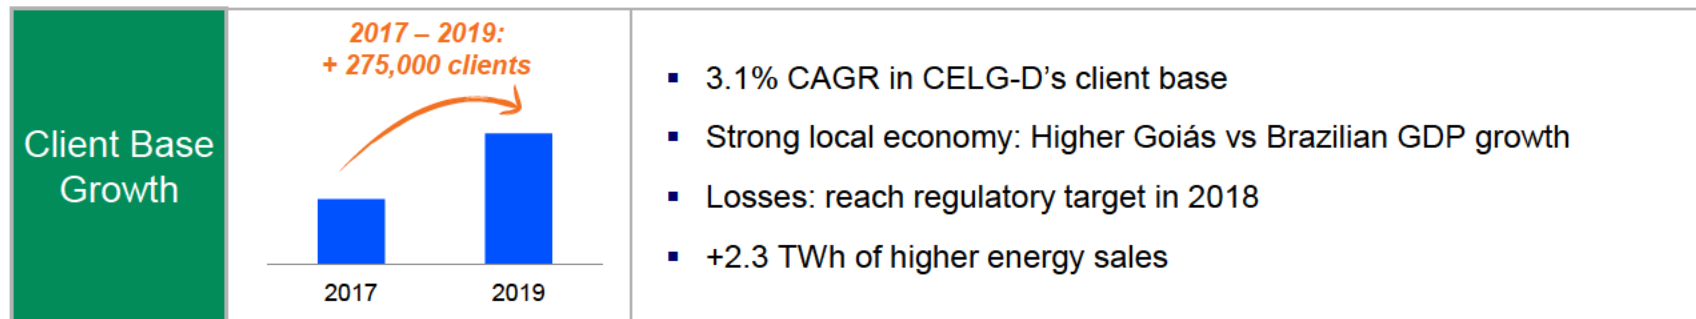 Client Base
Growth
2017 – 2019:
+ 275,000 clients
2017
2019
▪ 3.1% CAGR in CELG-D's client base
▪ Strong local economy: Higher Goiás vs Brazilian GDP growth
▪ Losses: reach regulatory target in 2018
▪ +2.3 TWh of higher energy sales